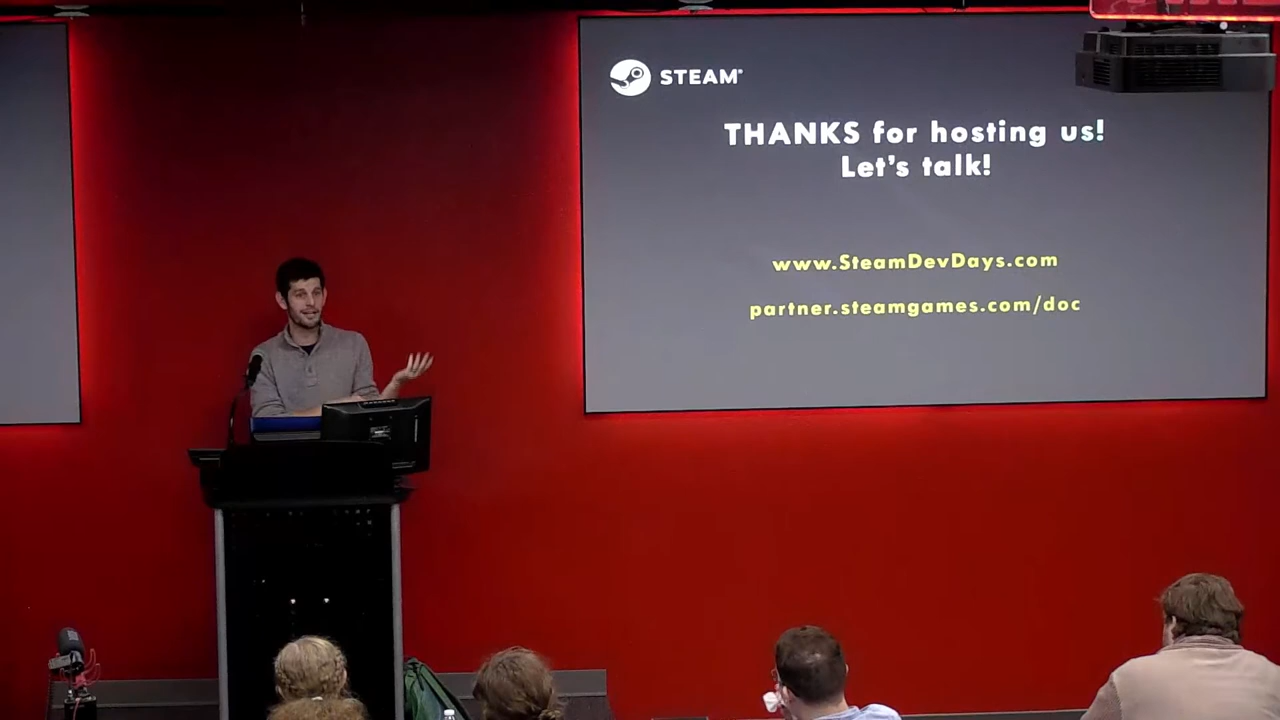 STEAM
THANKS for hosting us!
Let's talk!
www.SteamDevDays.com
partner.steamgames.com/doc